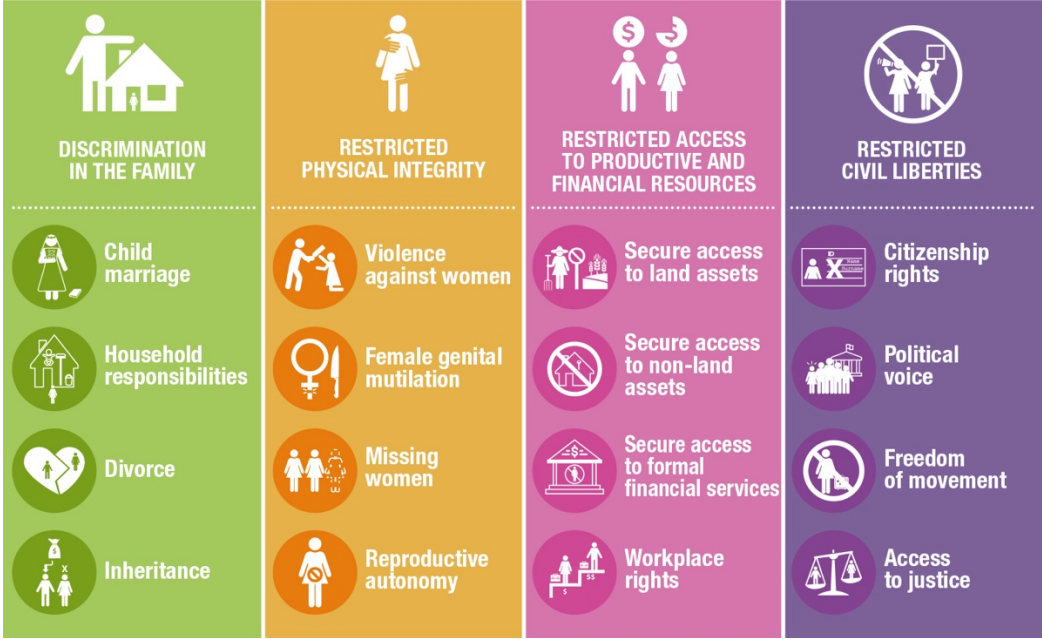 DISCRIMINATION
IN THE FAMILY
Child
marriage
Household
responsibilities
Divorce
$
X
Inheritance
RESTRICTED
PHYSICAL INTEGRITY
Violence
against women
Female genital
mutilation
Missing
women
Reproductive
autonomy
$ $
RESTRICTED ACCESS
TO PRODUCTIVE AND
FINANCIAL RESOURCES
Secure access
to land assets
Secure access
to non-land
assets
-$-
Secure access
to formal
financial services
$ $$
Workplace
rights
RESTRICTED
CIVIL LIBERTIES
ID
X
Name
Surname
Citizenship
rights
Political
voice
Freedom
of movement
Access
to justice